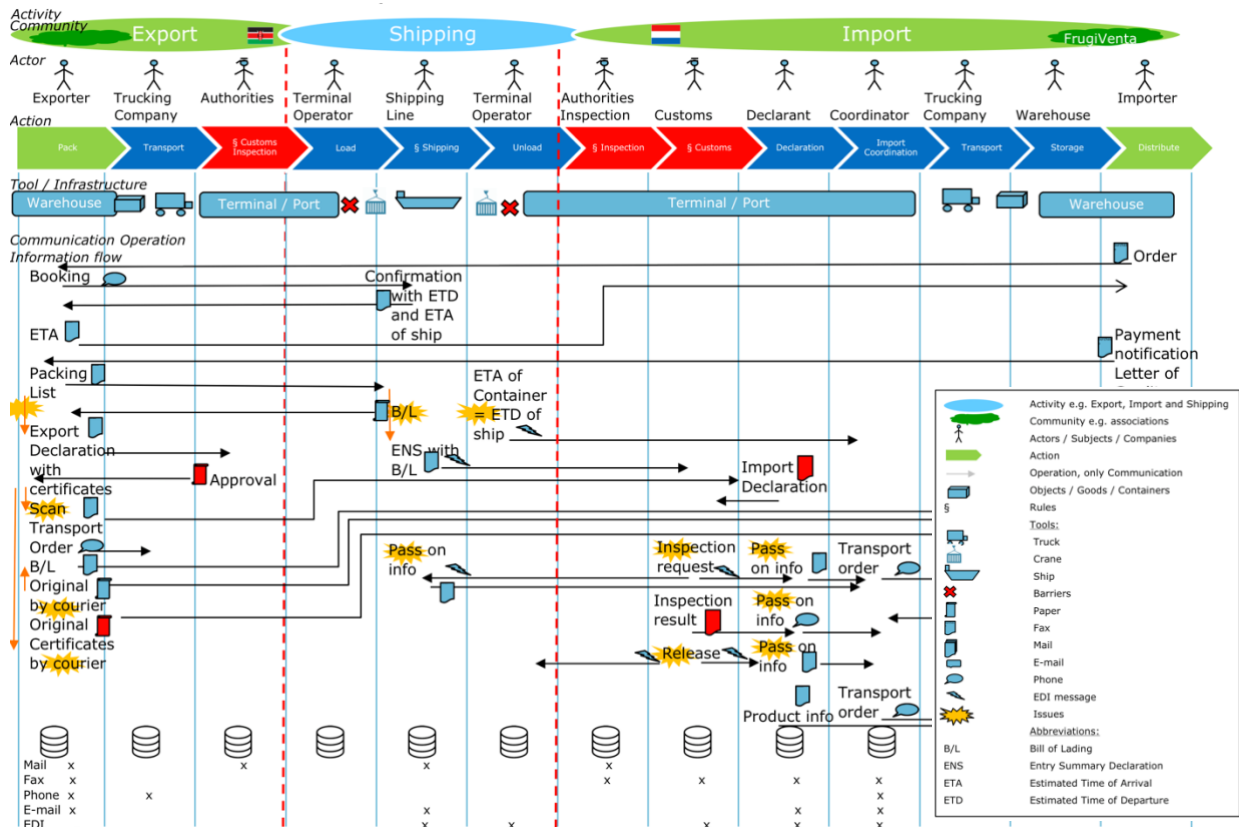 Activity
Community
Export
Shipping
Import
FrugiVenta
Actor
Exporter
Trucking
Company
Authorities
Terminal
Operator
Shipping
Line
Terminal
Operator
Authorities
Inspection
Customs
Declarant
Coordinator
Trucking
Company
Warehouse
Importer
Action
Pack
Transport
§ Customs
Inspection
Load
§ Shipping
Unload
§ Inspection
§ Customs
Declaration
Import
Coordination
Transport
Storage
Distribute
Tool / Infrastructure
Warehouse
Terminal / Port
Terminal / Port
Warehouse
Communication Operation
Information flow
Order
Booking
Confirmation
with ETD
and ETA
of ship
ETA
Payment
notification
Letter of
Packing
List
ETA of
Container
= ETD of
ship
B/L
Export
Declaration
with
certificates
ENS with
B/L
Approval
Import
Declaration
Scan
Transport
Order
B/L
Original
by courier
Original
Certificates
by courier
Pass on
info
Inspection
request
Pass
on info
Transport
order
Inspection
result
Pass on
info
Release
Pass on
info
Product info
Transport
order
Mail x x x
Fax x x x x x
Phone x x x
E-mail x x x x
EDI x x x x x
Activity e.g. Export, Import and Shipping
Community e.g. associations
Actors / Subjects / Companies
Action
Operation, only Communication
Objects / Goods / Containers
§ Rules
Tools:
Truck
Crane
Ship
Barriers
Paper
Fax
Mail
E-mail
Phone
EDI message
Issues
Abbreviations:
B/L Bill of Lading
ENS Entry Summary Declaration
ETA Estimated Time of Arrival
ETD Estimated Time of Departure